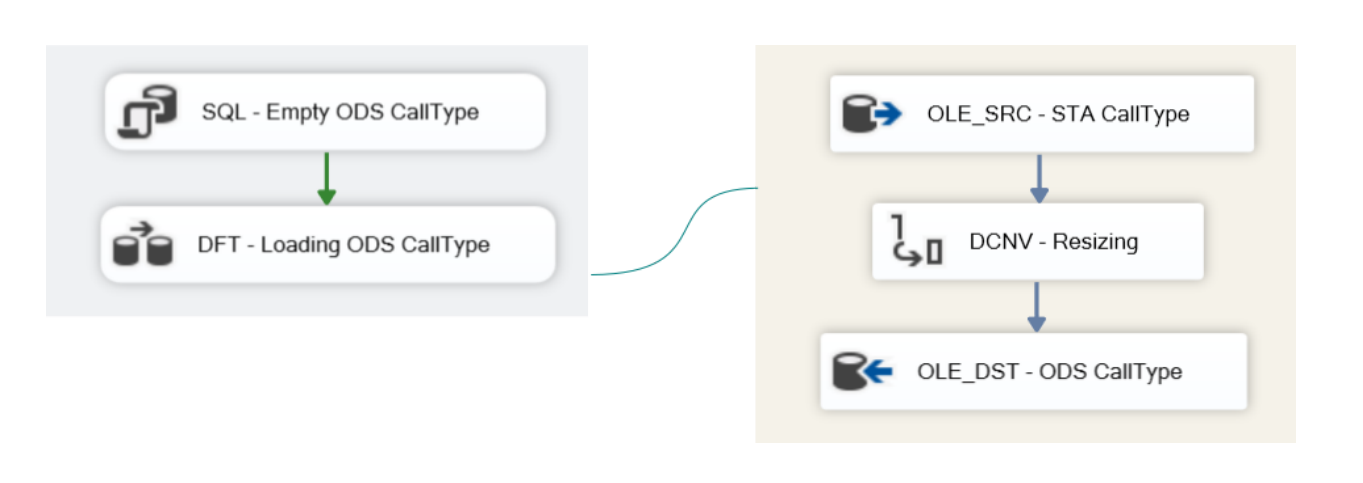 SQL - Empty ODS CallType
DFT - Loading ODS CallType
OLE_SRC - STA CallType
DCNV - Resizing
OLE_DST - ODS CallType